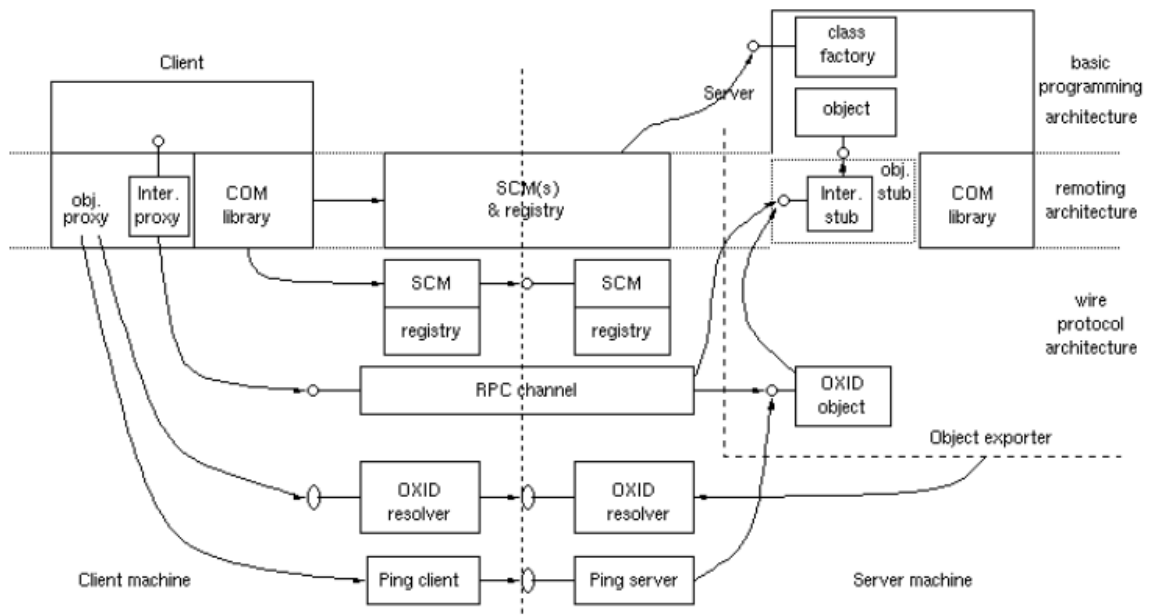 class
factory
Client
basic
programming
architecture
Server
object
obj.
proxy
Inter.
proxy
COM
library
SCM(s)
& registry
Inter.
stub
obj.
stub
COM
library
remoting
architecture
SCM
registry
SCM
registry
wire
protocol
architecture
RPC channel
OXID
object
Object exporter
OXID
resolver
OXID
resolver
Client machine
Ping client
Ping server
Server machine